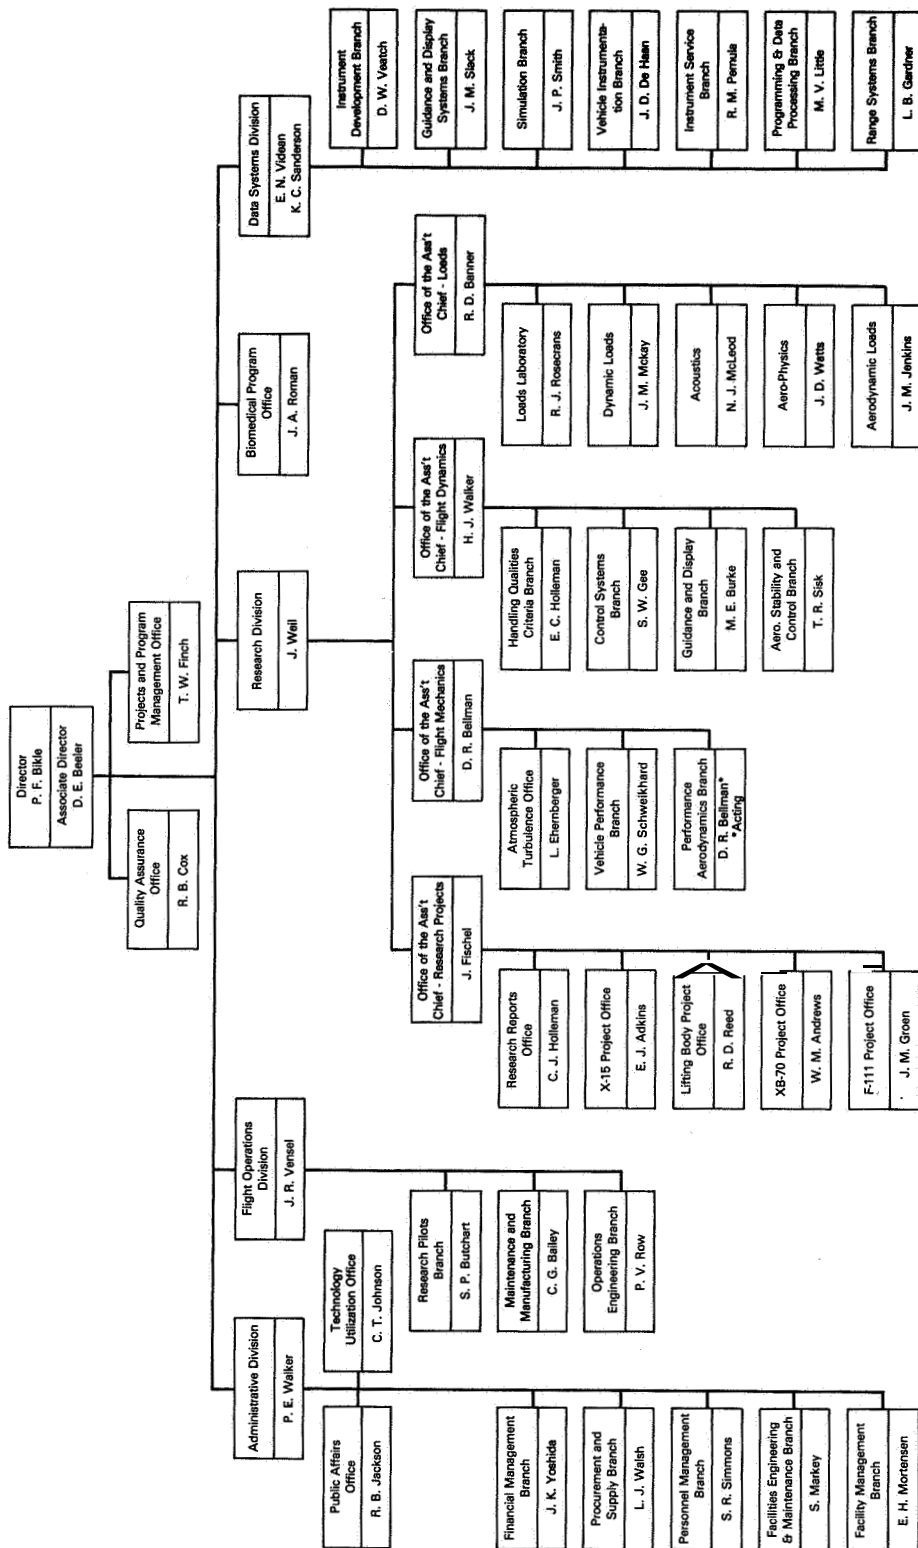 Director
P. F. Bikle
Associate Director
D. E. Beeler
Quality Assurance
Office
R. B. Cox
Projects and Program
Management Office
T. W. Finch
Administrative Division
P. E. Walker
Flight Operations
Division
J. R. Vensel
Research Division
J. Weil
Biomedical Program
Office
J. A. Roman
Data Systems Division
E. N. Videan
K. C. Sanderson
Public Affairs
Office
R. B. Jackson
Technology
Utilization Office
C. T. Johnson
Financial Management
Branch
J. K. Yoshida
Procurement and
Supply Branch
L. J. Walsh
Personnel Management
Branch
S. R. Simmons
Facilities Engineering
& Maintenance Branch
S. Markey
Facility Management
Branch
E. H. Mortensen
Research Pilots
Branch
S. P. Butchart
Maintenance and
Manufacturing Branch
C. G. Bailey
Operations
Engineering Branch
P. V. Row
Office of the Ass't
Chief - Research Projects
J. Fischel
Research Reports
Office
C. J. Holleman
X-15 Project Office
E. J. Adkins
Lifting Body Project
Office
R. D. Reed
XB-70 Project Office
W. M. Andrews
F-111 Project Office
J. M. Groen
Office of the Ass't
Chief - Flight Mechanics
D. R. Bellman
Atmospheric
Turbulence Office
L. Ehernberger
Vehicle Performance
Branch
W. G. Schweikhard
Performance
Aerodynamics Branch
D. R. Bellman*
*Acting
Office of the Ass't
Chief - Flight Dynamics
H. J. Walker
Handling Qualities
Criteria Branch
E. C. Holleman
Control Systems
Branch
S. W. Gee
Guidance and Display
Branch
M. E. Burke
Aero. Stability and
Control Branch
T. R. Sisk
Office of the Ass't
Chief - Loads
R. D. Banner
Loads Laboratory
R. J. Rosecrans
Dynamic Loads
J. M. Mckay
Acoustics
N. J. McLeod
Aero-Physics
J. D. Watts
Aerodynamic Loads
J. M. Jenkins
Instrument
Development Branch
D. W. Veatch
Guidance and Display
Systems Branch
J. M. Slack
Simulation Branch
J. P. Smith
Vehicle Instrumenta-
tion Branch
J. D. De Haan
Instrument Service
Branch
R. M. Pemula
Programming & Data
Processing Branch
M. V. Little
Range Systems Branch
L. B. Gardner